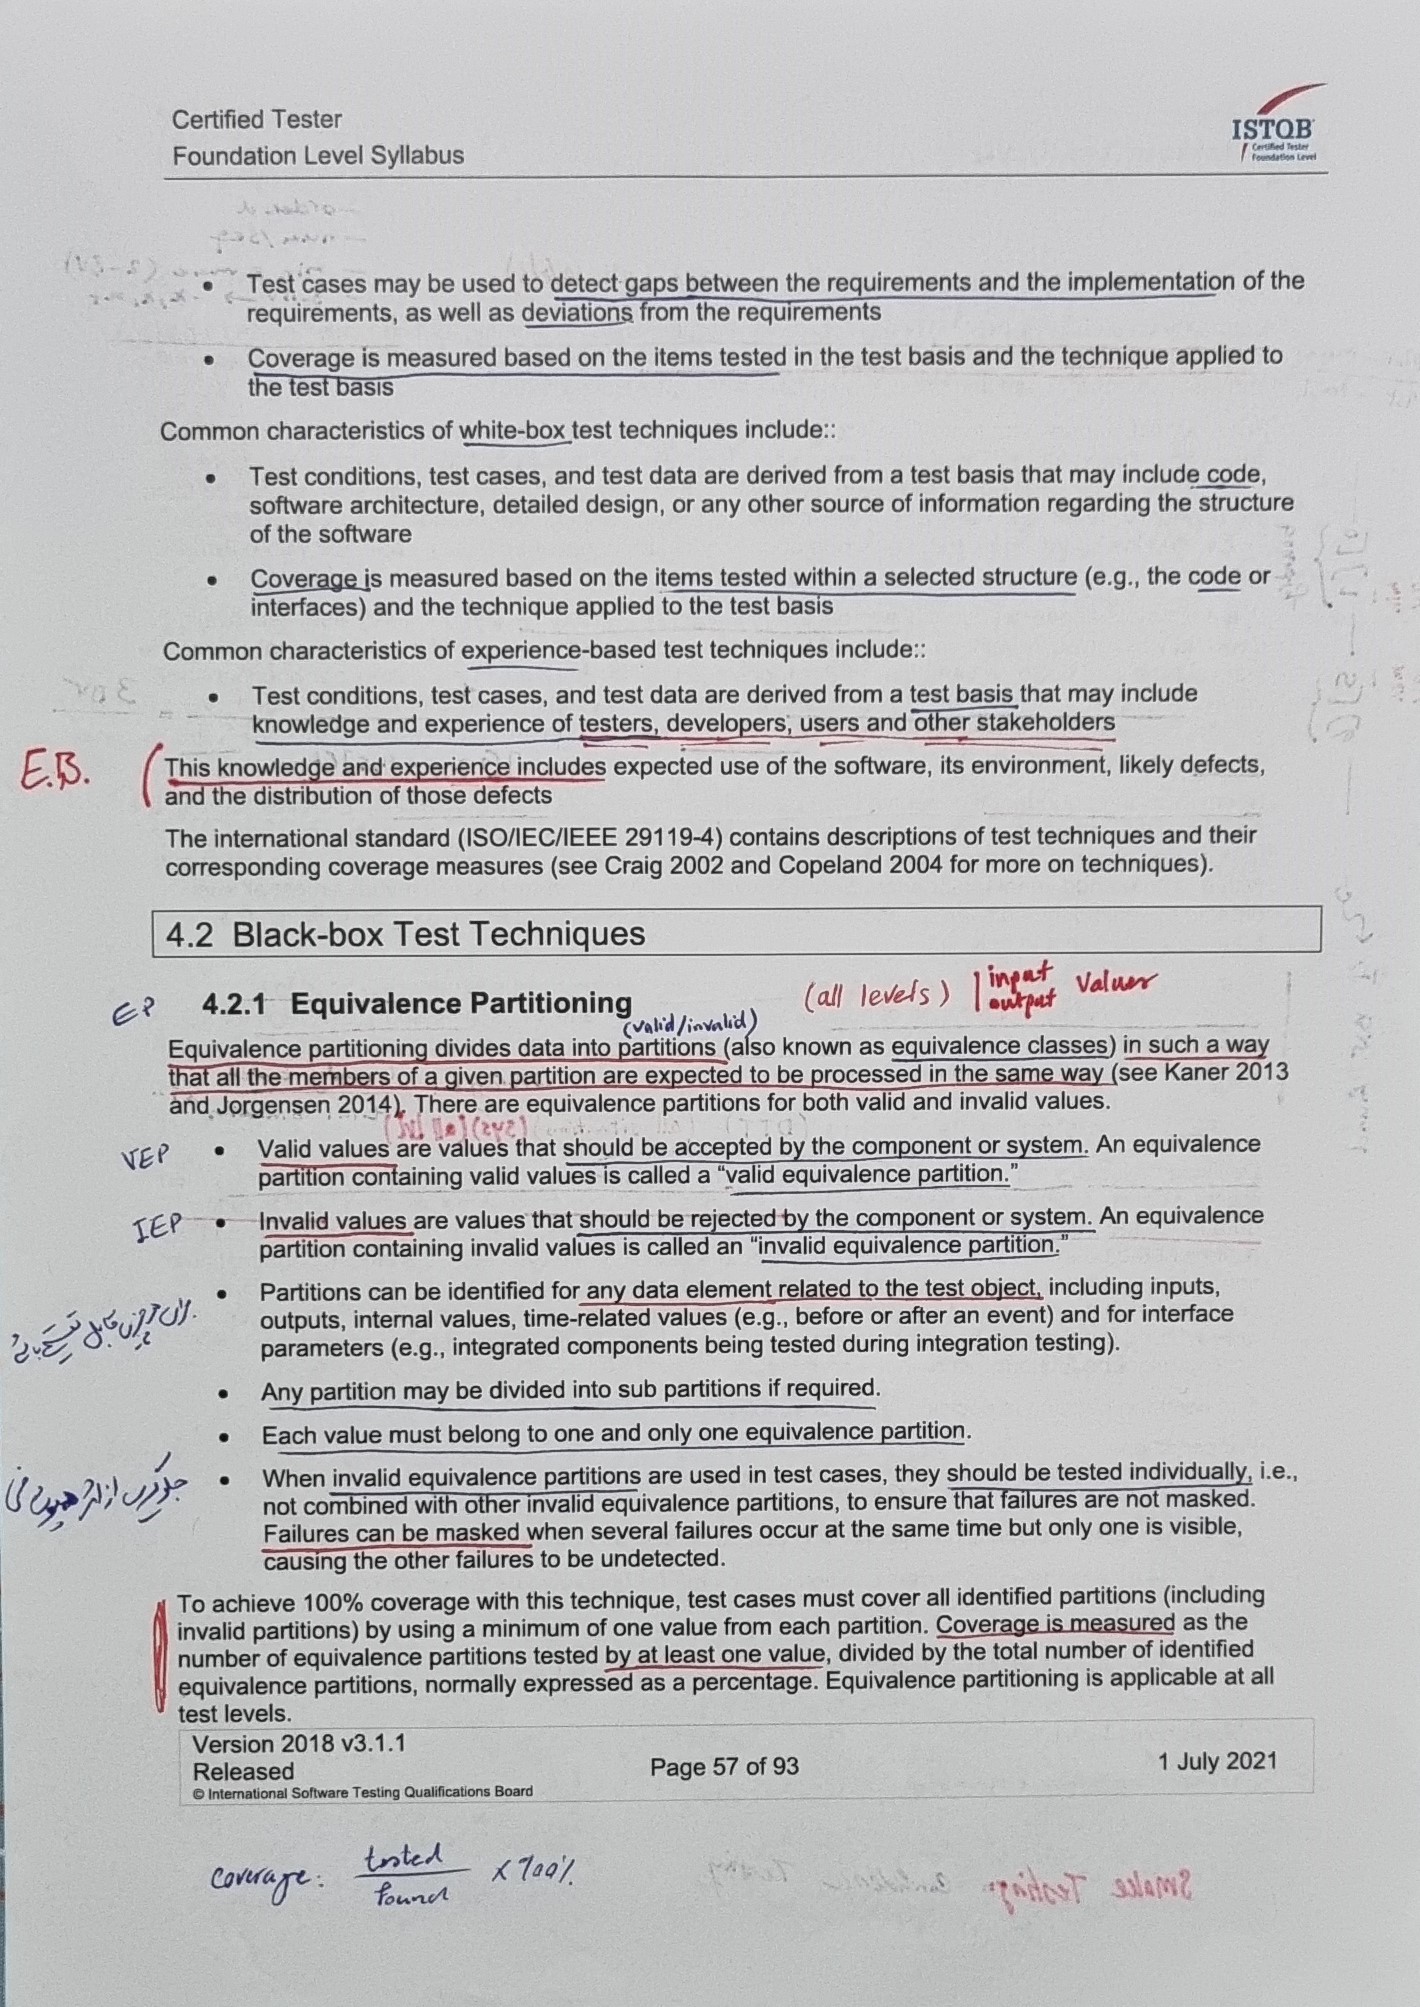 Certified Tester
Foundation Level Syllabus
ISTQB
Certified Tester
Foundation Level
• Test cases may be used to detect gaps between the requirements and the implementation of the
requirements, as well as deviations from the requirements
• Coverage is measured based on the items tested in the test basis and the technique applied to
the test basis
Common characteristics of white-box test techniques include::
• Test conditions, test cases, and test data are derived from a test basis that may include code,
software architecture, detailed design, or any other source of information regarding the structure
of the software
• Coverage is measured based on the items tested within a selected structure (e.g., the code or
interfaces) and the technique applied to the test basis
Common characteristics of experience-based test techniques include::
• Test conditions, test cases, and test data are derived from a test basis that may include
knowledge and experience of testers, developers, users and other stakeholders
E.B.
This knowledge and experience includes expected use of the software, its environment, likely defects,
and the distribution of those defects
The international standard (ISO/IEC/IEEE 29119-4) contains descriptions of test techniques and their
corresponding coverage measures (see Craig 2002 and Copeland 2004 for more on techniques).
4.2 Black-box Test Techniques
EP 4.2.1 Equivalence Partitioning (all levels) | input output values
(valid/invalid)
Equivalence partitioning divides data into partitions (also known as equivalence classes) in such a way
that all the members of a given partition are expected to be processed in the same way (see Kaner 2013
and Jorgensen 2014). There are equivalence partitions for both valid and invalid values.
VEP • Valid values are values that should be accepted by the component or system. An equivalence
partition containing valid values is called a “valid equivalence partition.”
IEP • Invalid values are values that should be rejected by the component or system. An equivalence
partition containing invalid values is called an “invalid equivalence partition.”
• Partitions can be identified for any data element related to the test object, including inputs,
outputs, internal values, time-related values (e.g., before or after an event) and for interface
parameters (e.g., integrated components being tested during integration testing).
• Any partition may be divided into sub partitions if required.
• Each value must belong to one and only one equivalence partition.
• When invalid equivalence partitions are used in test cases, they should be tested individually, i.e.,
not combined with other invalid equivalence partitions, to ensure that failures are not masked.
Failures can be masked when several failures occur at the same time but only one is visible,
causing the other failures to be undetected.
To achieve 100% coverage with this technique, test cases must cover all identified partitions (including
invalid partitions) by using a minimum of one value from each partition. Coverage is measured as the
number of equivalence partitions tested by at least one value, divided by the total number of identified
equivalence partitions, normally expressed as a percentage. Equivalence partitioning is applicable at all
test levels.
Version 2018 v3.1.1
Released
Page 57 of 93
1 July 2021
© International Software Testing Qualifications Board
coverage: tested
found
x 100%
Smoke Testing: